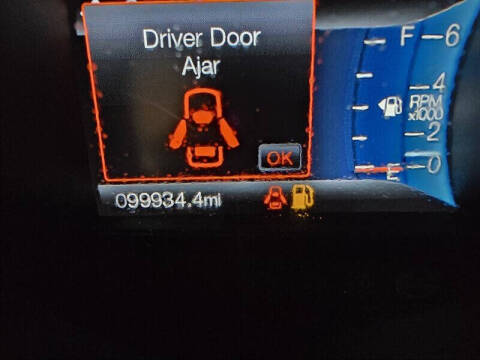 Driver Door
Ajar
OK
F
6
4
RPM
x1000
2
0
E
099934.4mi